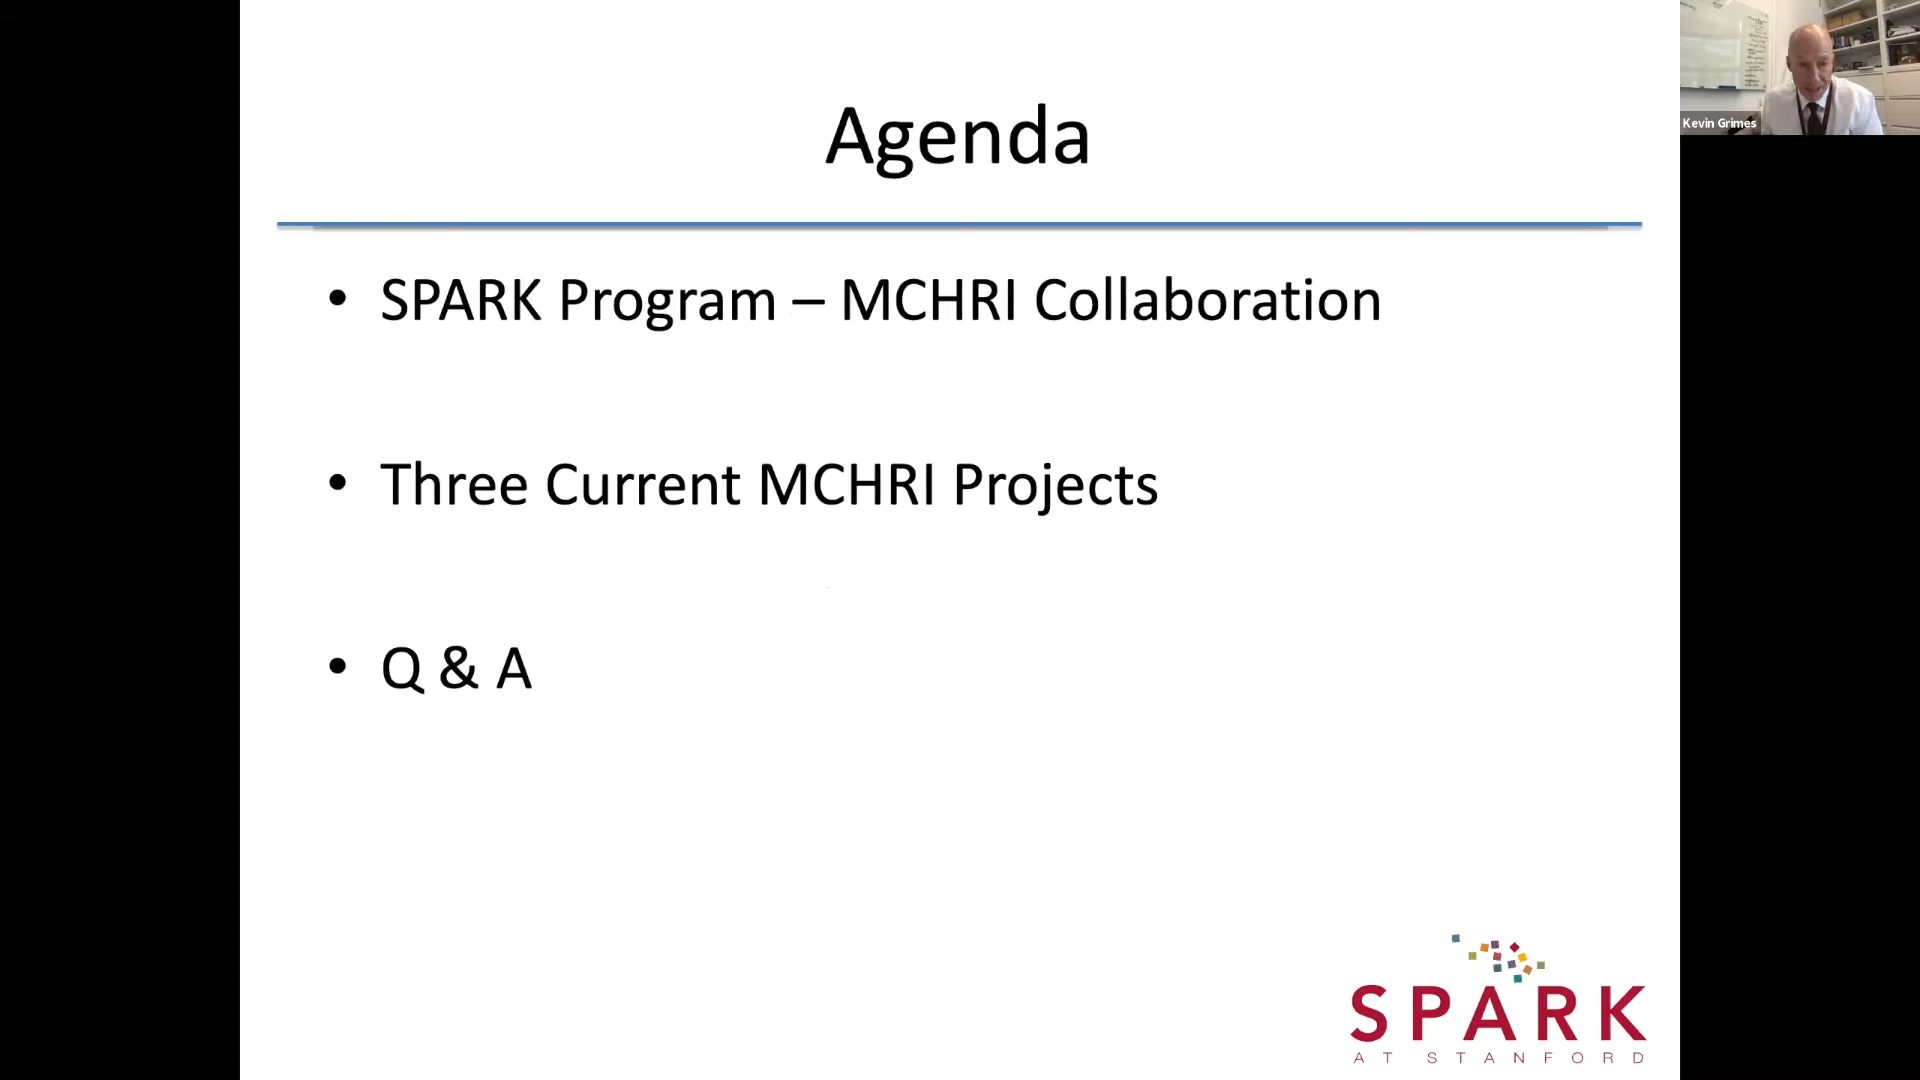 Agenda
• SPARK Program – MCHRI Collaboration
• Three Current MCHRI Projects
• Q & A
SPARK
AT STANFORD
Kevin Grimes